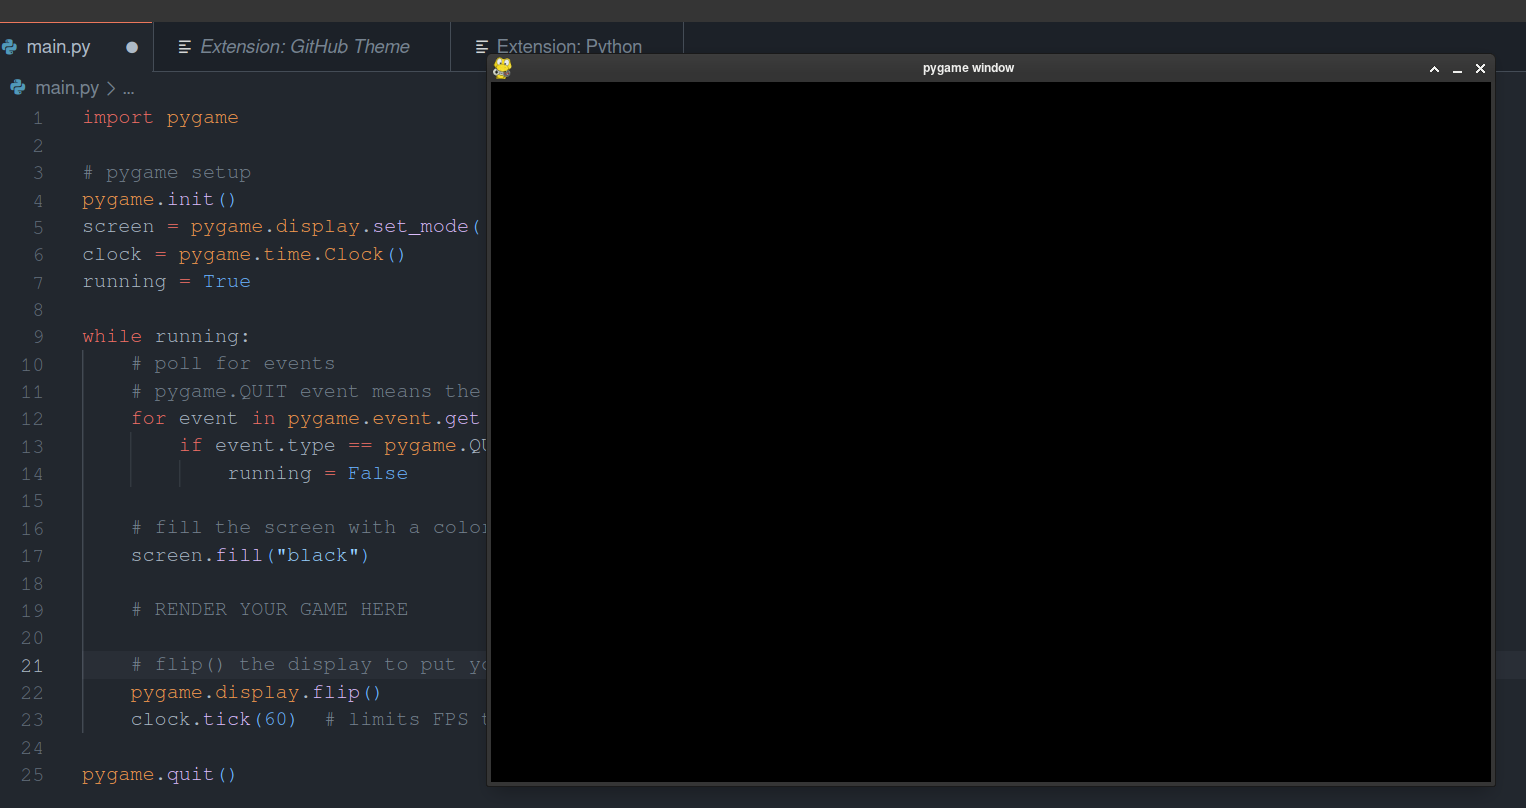 main.py
Extension: GitHub Theme
Extension: Python
main.py > ...
pygame window
1 import pygame
2
3 # pygame setup
4 pygame.init()
5 screen = pygame.display.set_mode(
6 clock = pygame.time.Clock()
7 running = True
8
9 while running:
10 # poll for events
11 # pygame.QUIT event means the
12 for event in pygame.event.get
13 if event.type == pygame.QU
14 running = False
15
16 # fill the screen with a color
17 screen.fill("black")
18
19 # RENDER YOUR GAME HERE
20
21 # flip() the display to put yo
22 pygame.display.flip()
23 clock.tick(60) # limits FPS t
24
25 pygame.quit()